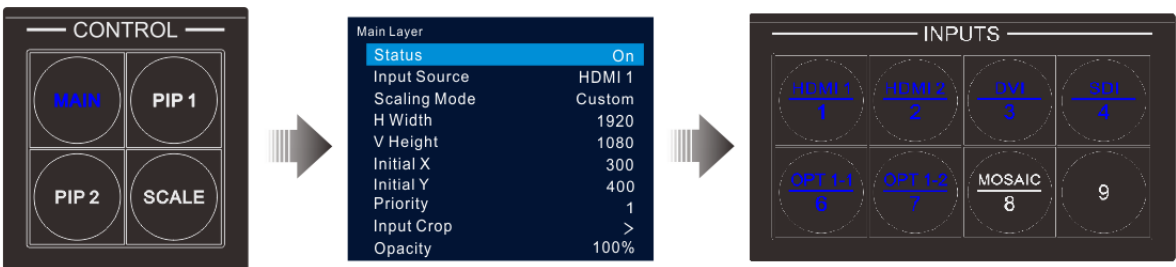 CONTROL
MAIN
PIP 1
PIP 2
SCALE
Main Layer
Status On
Input Source HDMI 1
Scaling Mode Custom
H Width 1920
V Height 1080
Initial X 300
Initial Y 400
Priority 1
Input Crop >
Opacity 100%
INPUTS
HDMI 1 HDMI 2 DVI SDI
1 2 3 4
OPT 1-1 OPT 1-2 MOSAIC
6 7 8 9